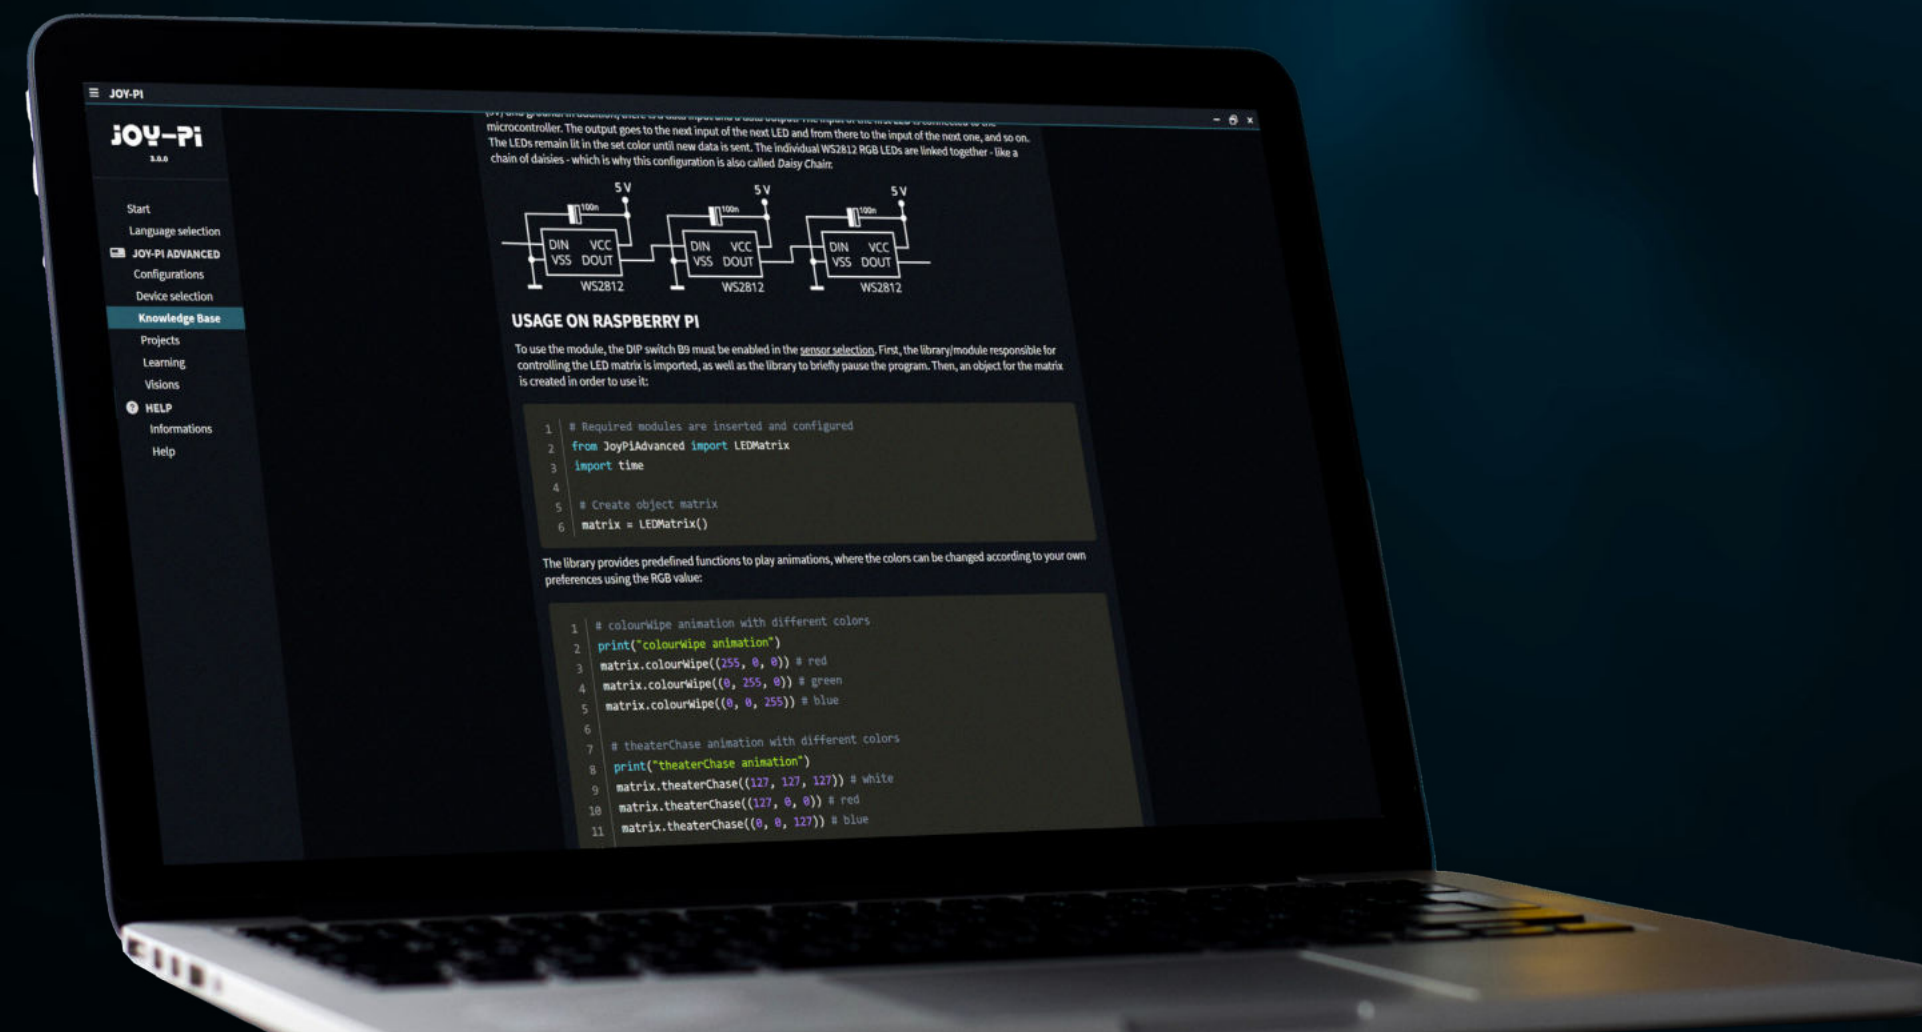 JOY-PI
JOY-Pi
3.0.0
Start
Language selection
JOY-PI ADVANCED
Configurations
Device selection
Knowledge Base
Projects
Learning
Visions
HELP
Informations
Help
microcontroller. The output goes to the next input of the next LED and from there to the input of the next one, and so on.
The LEDs remain lit in the set color until new data is sent. The individual WS2812 RGB LEDs are linked together - like a
chain of daisies - which is why this configuration is also called Daisy Chain:
5 V 5 V 5 V
100n 100n 100n
DIN VCC DIN VCC DIN VCC
VSS DOUT VSS DOUT VSS DOUT
WS2812 WS2812 WS2812
USAGE ON RASPBERRY PI
To use the module, the DIP switch B9 must be enabled in the sensor selection. First, the library/module responsible for
controlling the LED matrix is imported, as well as the library to briefly pause the program. Then, an object for the matrix
is created in order to use it:
1 # Required modules are inserted and configured
2 from JoyPiAdvanced import LEDMatrix
3 import time
4
5 # Create object matrix
6 matrix = LEDMatrix()
The library provides predefined functions to play animations, where the colors can be changed according to your own
preferences using the RGB value:
1 # colourWipe animation with different colors
2 print("colourWipe animation")
3 matrix.colourWipe((255, 0, 0)) # red
4 matrix.colourWipe((0, 255, 0)) # green
5 matrix.colourWipe((0, 0, 255)) # blue
6
7 # theaterChase animation with different colors
8 print("theaterChase animation")
9 matrix.theaterChase((127, 127, 127)) # white
10 matrix.theaterChase((127, 0, 0)) # red
11 matrix.theaterChase((0, 0, 127)) # blue